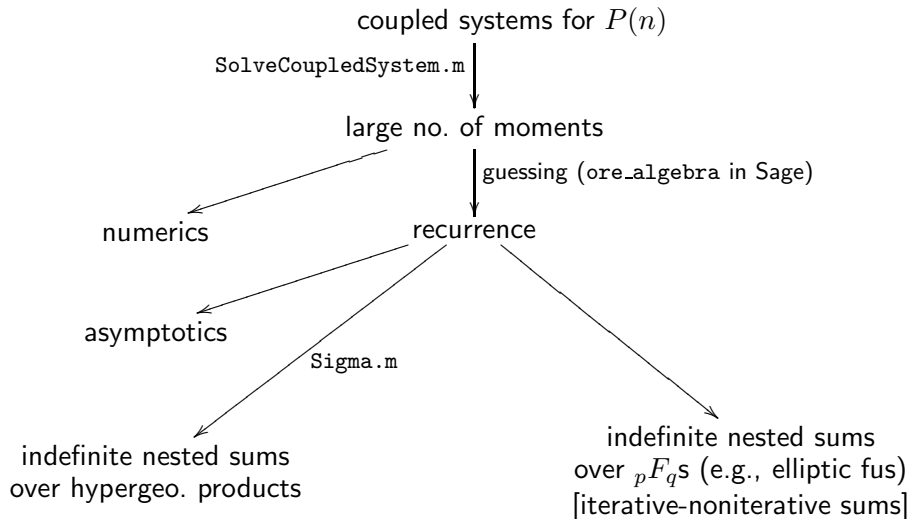 coupled systems for P(n)
SolveCoupledSystem.m
large no. of moments
guessing (ore_algebra in Sage)
numerics
recurrence
asymptotics
Sigma.m
indefinite nested sums
over hypergeo. products
indefinite nested sums
over pFqs (e.g., elliptic fus)
[iterative-noniterative sums]